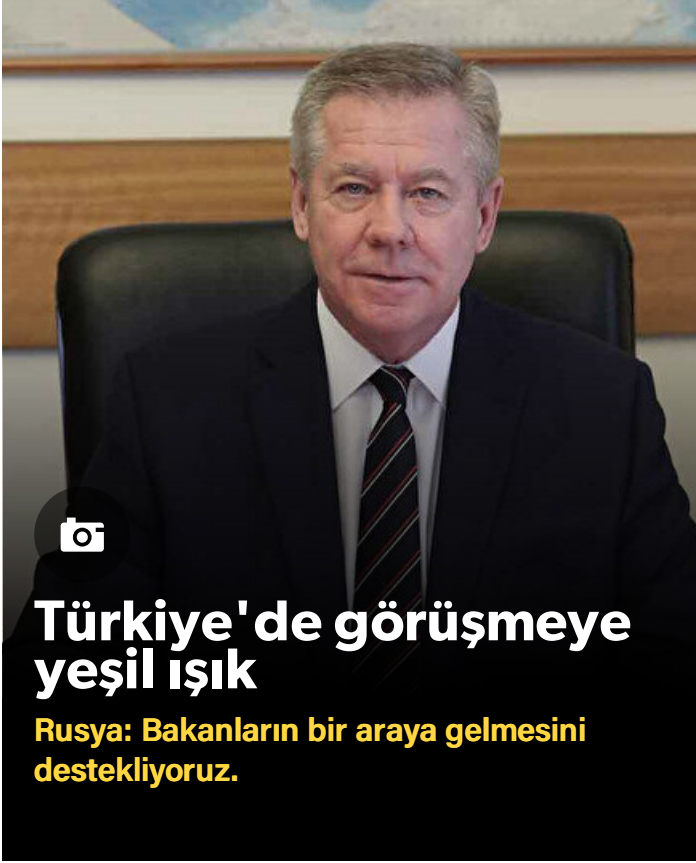 Türkiye'de görüşmeye
yeşil ışık
Rusya: Bakanların bir araya gelmesini
destekliyoruz.